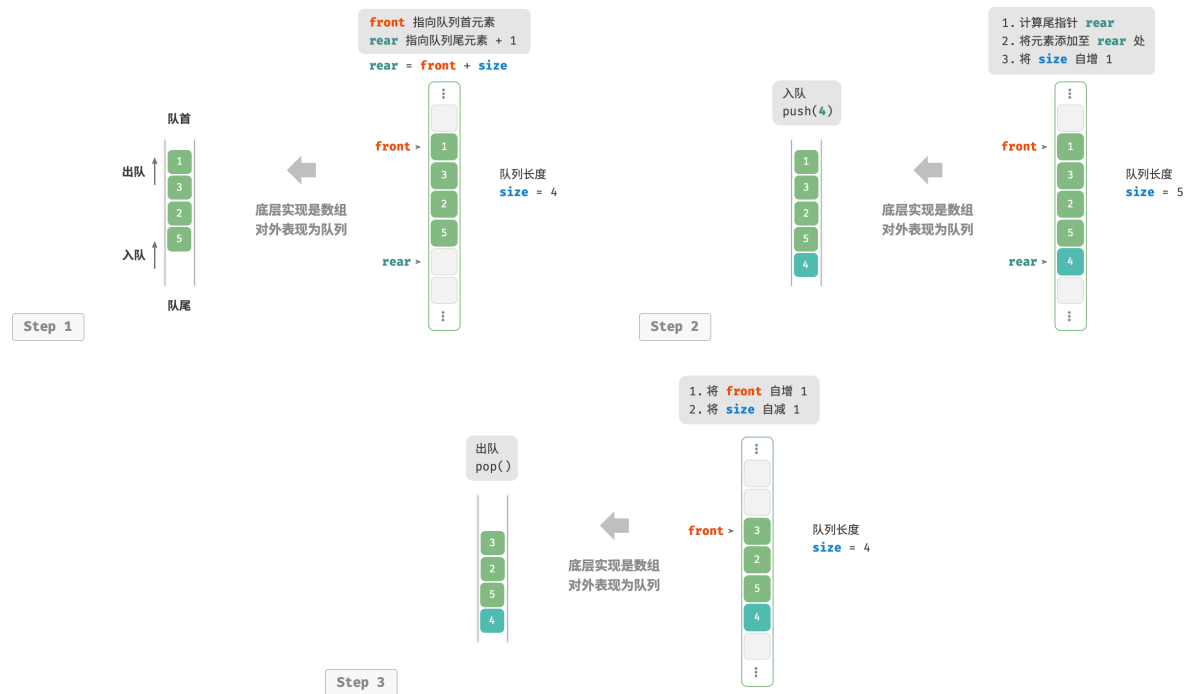 front 指向队列首元素
rear 指向队列尾元素 + 1
rear = front + size
队首
出队
入队
队尾
1
3
2
5
底层实现是数组
对外表现为队列
front
rear
⋮
1
3
2
5
⋮
队列长度
size = 4
Step 1
1. 计算尾指针 rear
2. 将元素添加至 rear 处
3. 将 size 自增 1
入队
push(4)
1
3
2
5
4
底层实现是数组
对外表现为队列
front
rear
⋮
1
3
2
5
4
⋮
队列长度
size = 5
Step 2
1. 将 front 自增 1
2. 将 size 自减 1
出队
pop()
3
2
5
4
底层实现是数组
对外表现为队列
front
⋮
3
2
5
4
⋮
队列长度
size = 4
Step 3